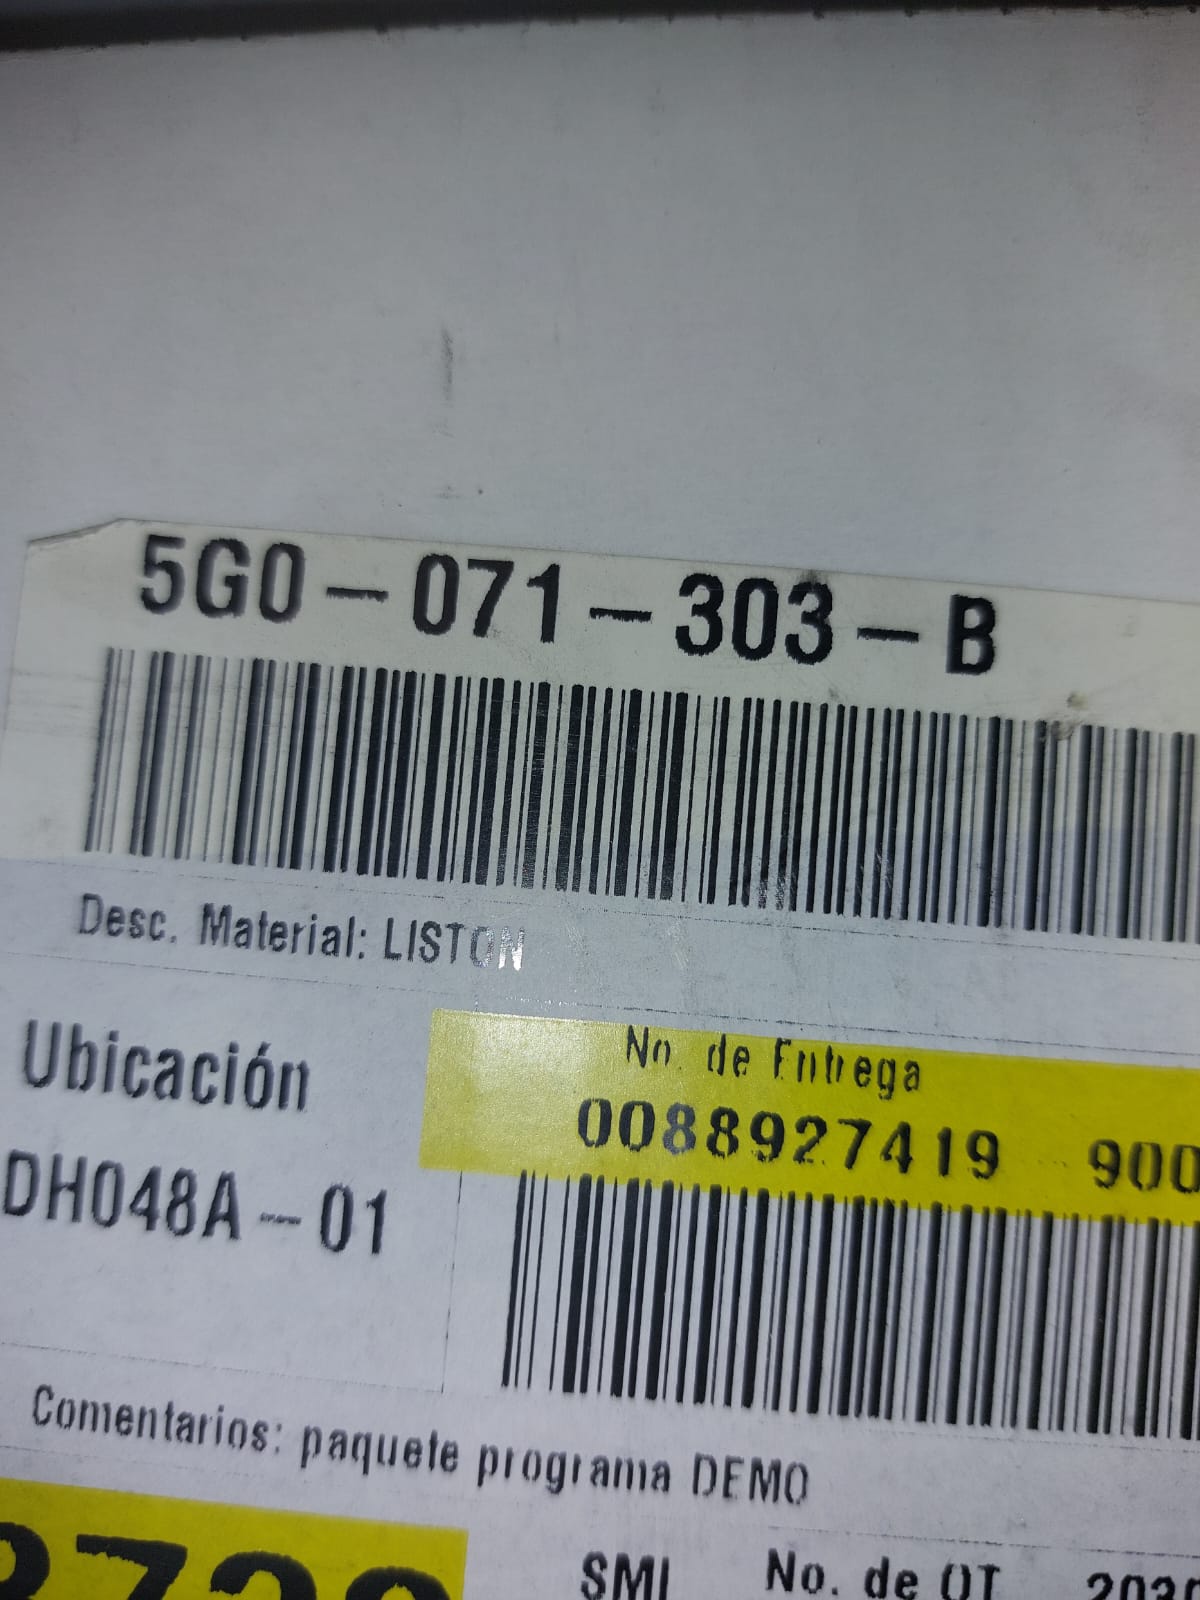 5G0-071-303-B
Desc. Material: LISTON
Ubicación
No. de Entrega
0088927419 900
DH048A-01
Comentarios: paquete programa DEMO
SMI No. de OT